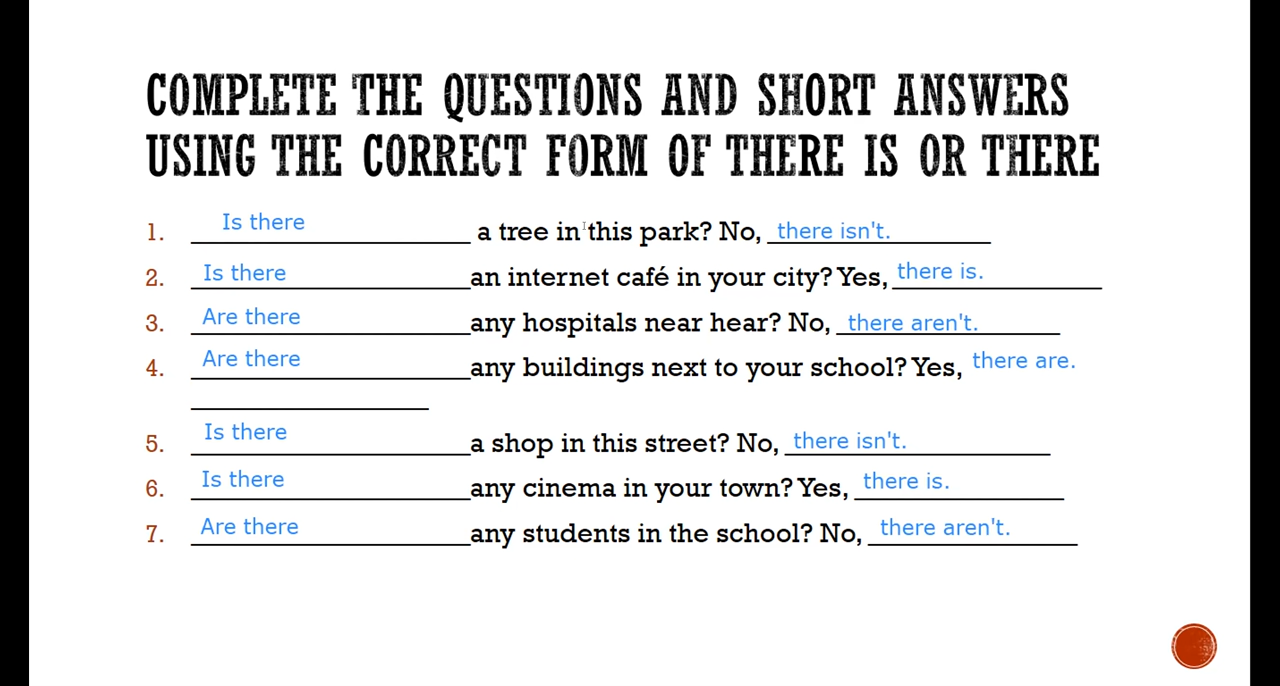 COMPLETE THE QUESTIONS AND SHORT ANSWERS
USING THE CORRECT FORM OF THERE IS OR THERE
1. Is there a tree in this park? No, there isn't.
2. Is there an internet café in your city? Yes, there is.
3. Are there any hospitals near hear? No, there aren't.
4. Are there any buildings next to your school? Yes, there are.
5. Is there a shop in this street? No, there isn't.
6. Is there any cinema in your town? Yes, there is.
7. Are there any students in the school? No, there aren't.